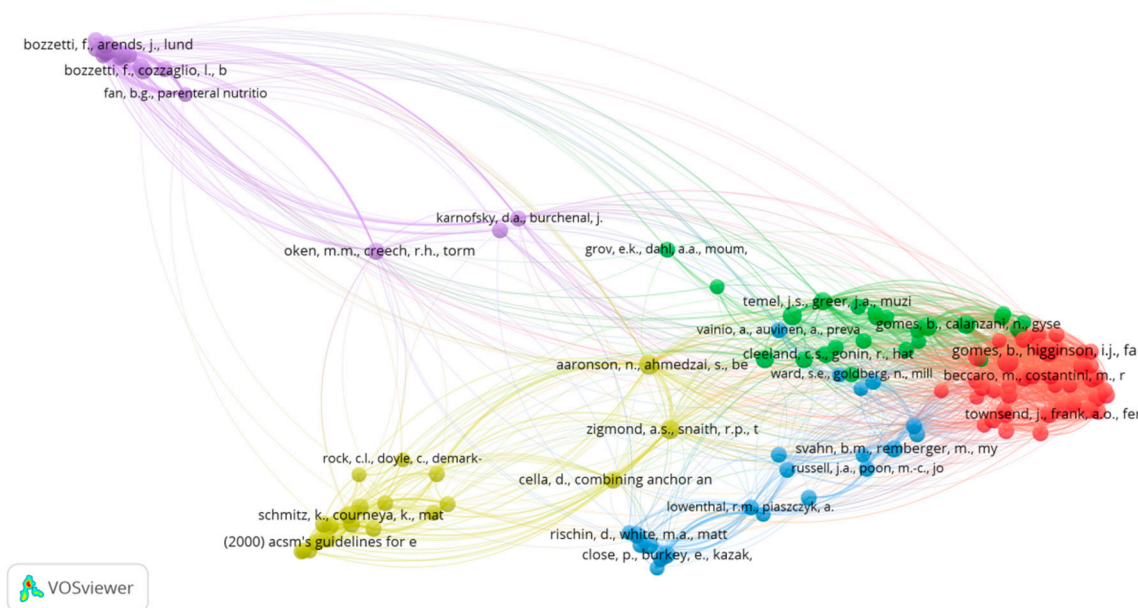 bozzetti, f., arends, j., lund
bozzetti, f., cozzaglio, l., b
fan, b.g., parenteral nutritio
karnofsky, d.a., burchenal, j.
oken, m.m., creech, r.h., torm
grov, e.k., dahl, a.a., moum,
temel, j.s., greer, j.a., muzi
vainio, a., auvinen, a., preva
gomes, b., calanzani, n., gyse
cleeland, c.s., gonin, r., hat
gomes, b., higginson, i.j., fa
aaronson, n., ahmedzai, s., be
ward, s.e., goldberg, n., mill
beccaro, m., costantini, m., r
townsend, j., frank, a.o., fer
zigmond, a.s., snaith, r.p., t
svahn, b.m., remberger, m., my
rock, c.l., doyle, c., demark-
russell, j.a., poon, m.-c., jo
cella, d., combining anchor an
lowenthal, r.m., piaszczyk, a.
schmitz, k., courneya, k., mat
rischin, d., white, m.a., matt
(2000) acsm's guidelines for e
close, p., burkey, e., kazak,
VOSviewer